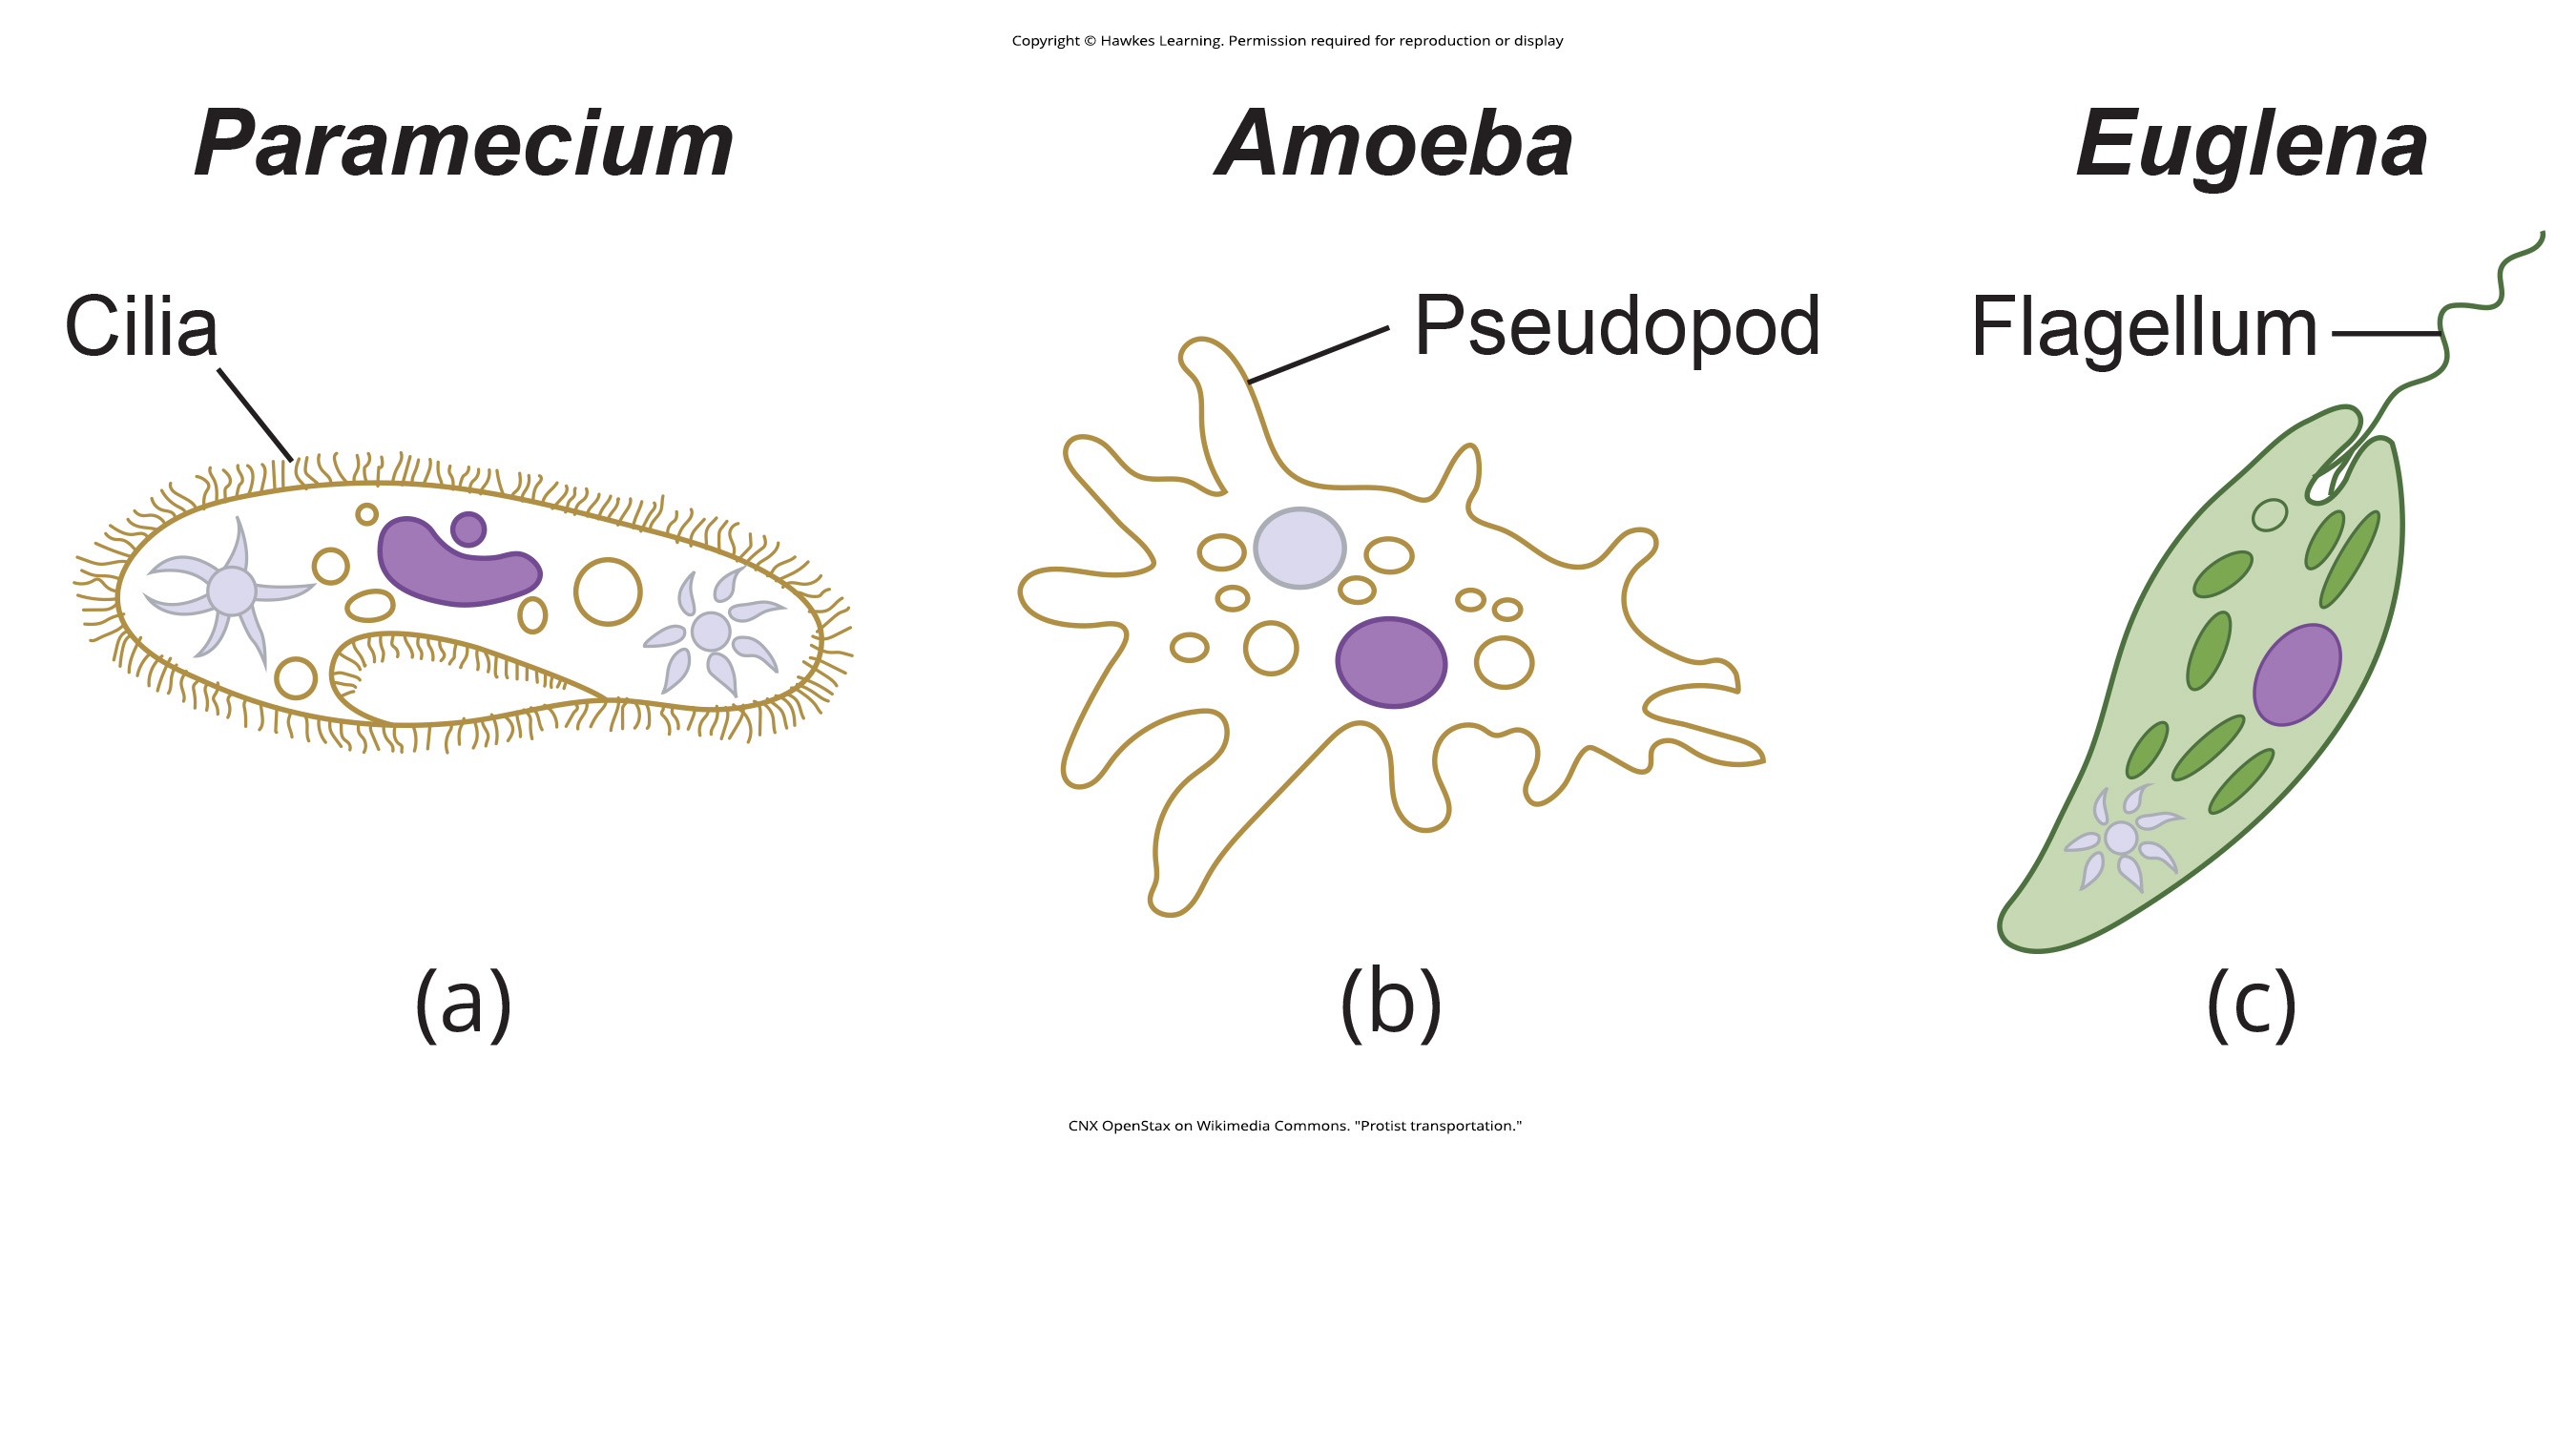 Copyright © Hawkes Learning. Permission required for reproduction or display
Paramecium
Amoeba
Euglena
Cilia
Pseudopod
Flagellum
(a)
(b)
(c)
CNX OpenStax on Wikimedia Commons. "Protist transportation."